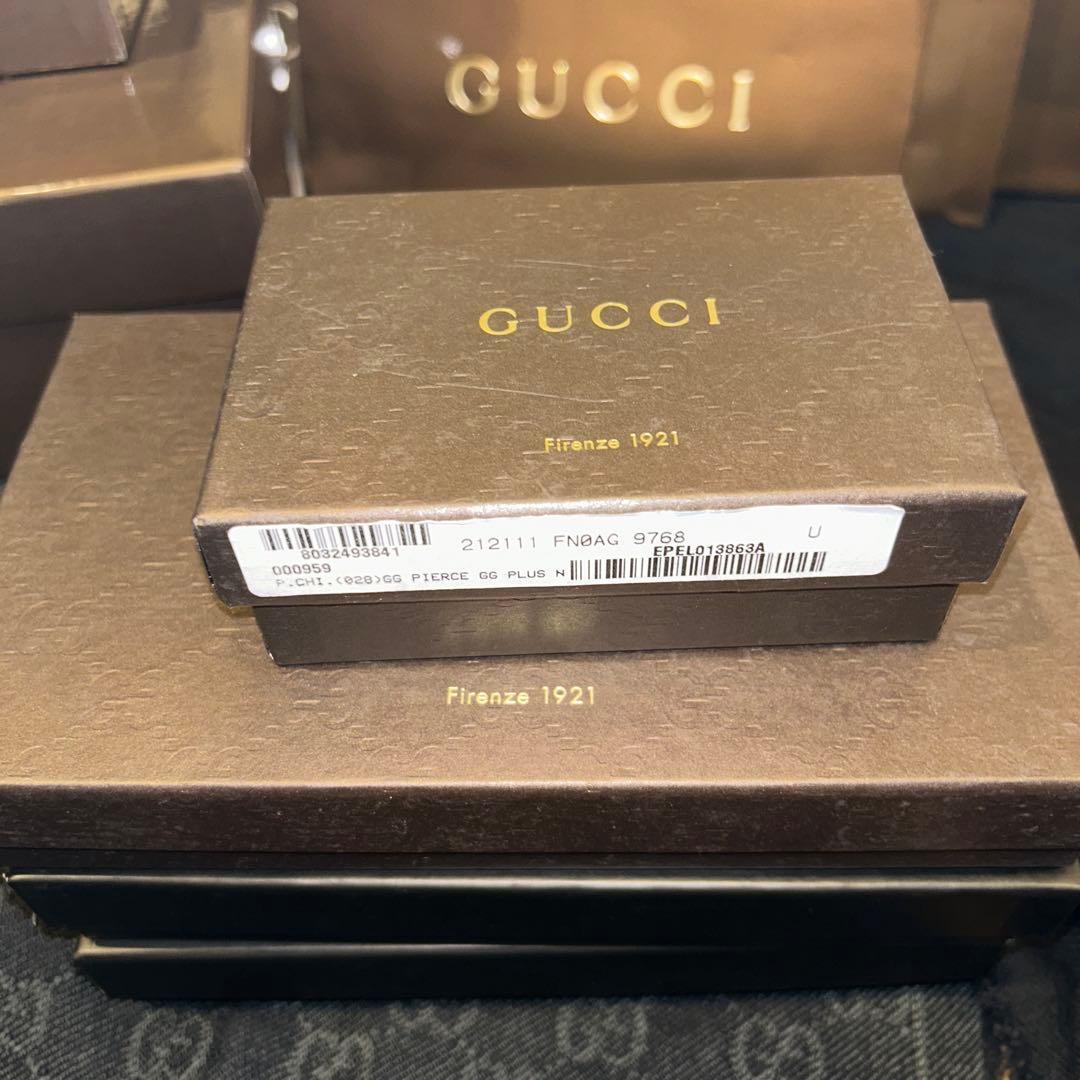 GUCCI
GUCCI
Firenze 1921
8032493841
000959
212111 FN0AG 9768
U
EPEL013863A
P.CHI.(028)GG PIERCE GG PLUS N
Firenze 1921